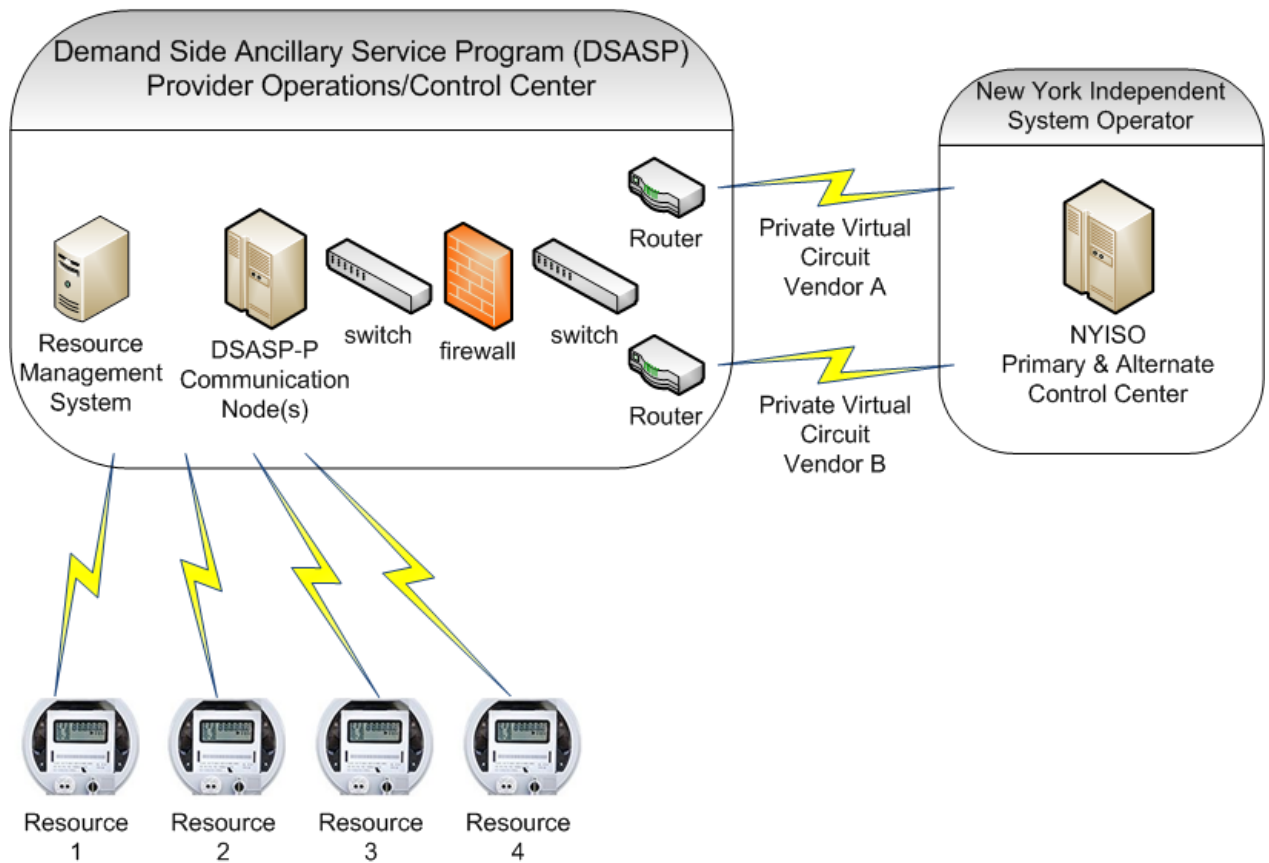 Demand Side Ancillary Service Program (DSASP)
Provider Operations/Control Center
New York Independent
System Operator
Router
Private Virtual
Circuit
Vendor A
Resource
Management
System
DSASP-P
Communication
Node(s)
switch
firewall
switch
Router
Private Virtual
Circuit
Vendor B
NYISO
Primary & Alternate
Control Center
Resource
1
Resource
2
Resource
3
Resource
4